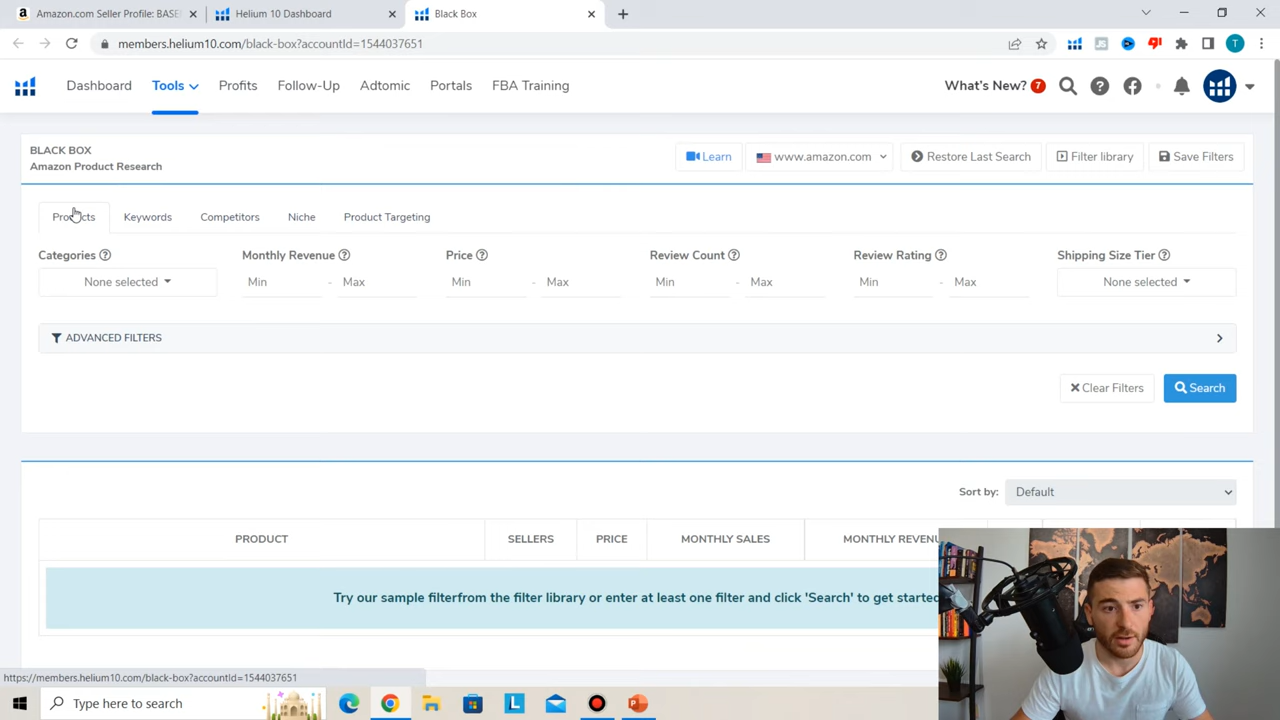 Amazon.com Seller Profile: BASE
Helium 10 Dashboard
Black Box
members.helium10.com/black-box?accountId=1544037651
JS
T
Dashboard
Tools
Profits
Follow-Up
Adtomic
Portals
FBA Training
What's New? 7
BLACK BOX
Amazon Product Research
Learn
www.amazon.com
Restore Last Search
Filter library
Save Filters
Products
Keywords
Competitors
Niche
Product Targeting
Categories
Monthly Revenue
Price
Review Count
Review Rating
Shipping Size Tier
None selected
Min - Max
Min - Max
Min - Max
Min - Max
None selected
ADVANCED FILTERS
Clear Filters
Search
Sort by: Default
PRODUCT
SELLERS
PRICE
MONTHLY SALES
MONTHLY REVENU
Try our sample filterfrom the filter library or enter at least one filter and click 'Search' to get started
https://members.helium10.com/black-box?accountId=1544037651
Type here to search
L